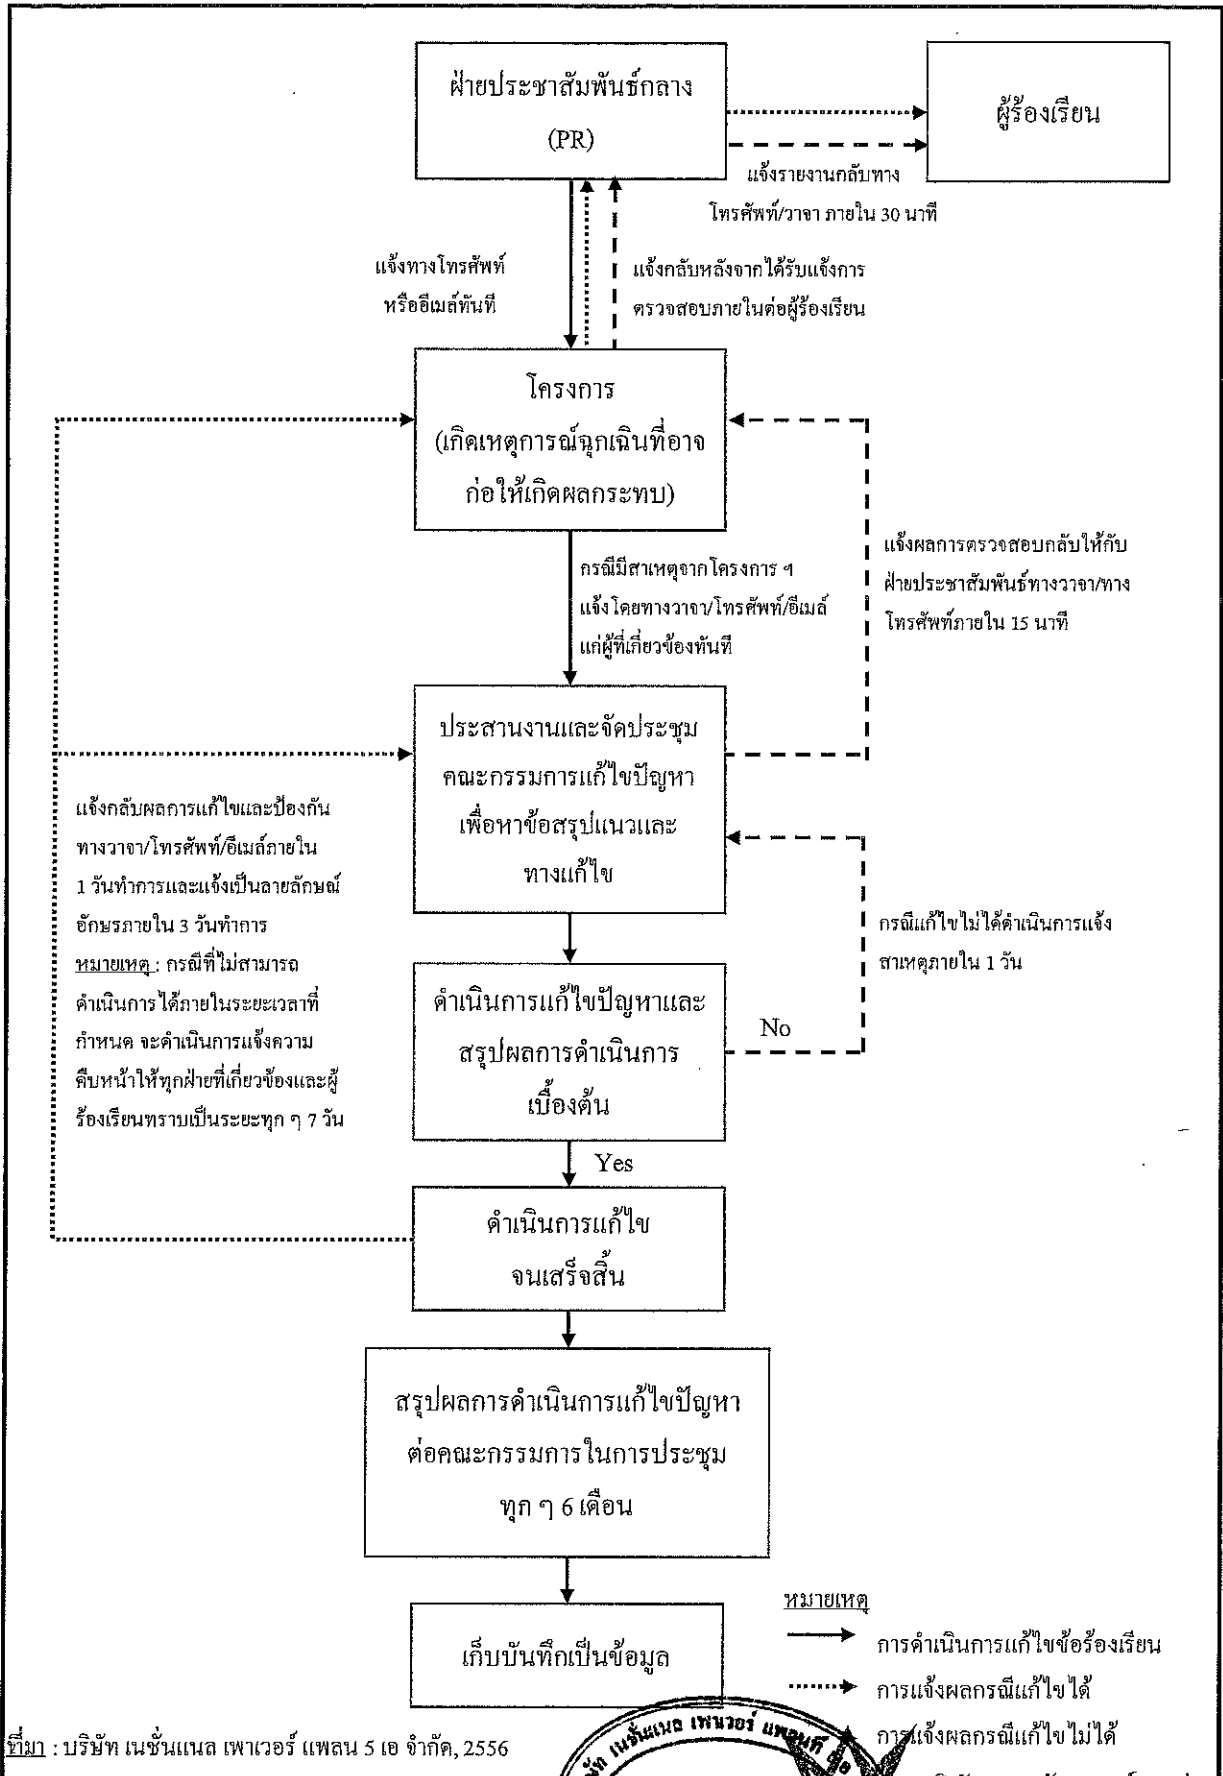 ฝ่ายประชาสัมพันธ์กลาง
(PR)
ผู้ร้องเรียน
แจ้งรายงานกลับทาง
โทรศัพท์/วาจา ภายใน 30 นาที
แจ้งทางโทรศัพท์
หรืออีเมล์ทันที
แจ้งกลับหลังจากได้รับแจ้งการ
ตรวจสอบภายในต่อผู้ร้องเรียน
โครงการ
(เกิดเหตุการณ์ฉุกเฉินที่อาจ
ก่อให้เกิดผลกระทบ)
กรณีมีสาเหตุจากโครงการ ฯ
แจ้งโดยทางวาจา/โทรศัพท์/อีเมล์
แก่ผู้ที่เกี่ยวข้องทันที
แจ้งผลการตรวจสอบกลับให้กับ
ฝ่ายประชาสัมพันธ์ทางวาจา/ทาง
โทรศัพท์ภายใน 15 นาที
ประสานงานและจัดประชุม
คณะกรรมการแก้ไขปัญหา
เพื่อหาข้อสรุปแนวและ
ทางแก้ไข
แจ้งกลับผลการแก้ไขและป้องกัน
ทางวาจา/โทรศัพท์/อีเมล์ภายใน
1 วันทำการและแจ้งเป็นลายลักษณ์
อักษรภายใน 3 วันทำการ
หมายเหตุ : กรณีที่ไม่สามารถ
ดำเนินการได้ภายในระยะเวลาที่
กำหนด จะดำเนินการแจ้งความ
คืบหน้าให้ทุกฝ่ายที่เกี่ยวข้องและผู้
ร้องเรียนทราบเป็นระยะทุก ๆ 7 วัน
กรณีแก้ไขไม่ได้ดำเนินการแจ้ง
สาเหตุภายใน 1 วัน
ดำเนินการแก้ไขปัญหาและ
สรุปผลการดำเนินการ
เบื้องต้น
No
Yes
ดำเนินการแก้ไข
จนเสร็จสิ้น
สรุปผลการดำเนินการแก้ไขปัญหา
ต่อคณะกรรมการในการประชุม
ทุก ๆ 6 เดือน
เก็บบันทึกเป็นข้อมูล
หมายเหตุ
การดำเนินการแก้ไขข้อร้องเรียน
การแจ้งผลกรณีแก้ไขได้
การแจ้งผลกรณีแก้ไขไม่ได้
ที่มา : บริษัท เนชั่นแนล เพาเวอร์ แพลน 5 เอ จำกัด, 2556
เนชั่นแนล เพาเวอร์ แพลนท์